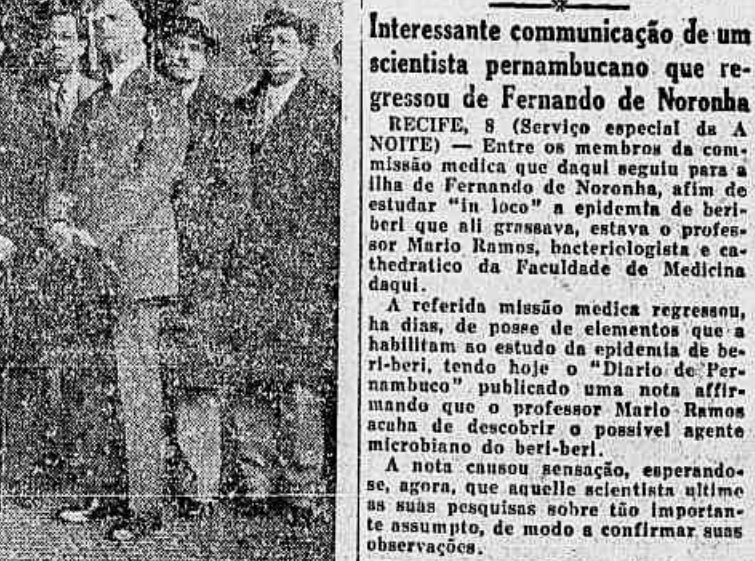 Interessante communicação de um
scientista pernambucano que re-
gressou de Fernando de Noronha
RECIFE, 8 (Serviço especial da A
NOITE) — Entre os membros da com-
missão medica que daqui seguiu para a
ilha de Fernando de Noronha, afim de
estudar "in loco" a epidemia de beri-
beri que ali grassava, estava o profes-
sor Mario Ramos, bacteriologista e ca-
thedratico da Faculdade de Medicina
daqui.
A referida missão medica regressou,
ha dias, de posse de elementos que a
habilitam ao estudo da epidemia de be-
ri-beri, tendo hoje o "Diario de Per-
nambuco" publicado uma nota affir-
mando que o professor Mario Ramos
acaba de descobrir o possivel agente
microbiano do beri-beri.
A nota causou sensação, esperando-
se, agora, que aquelle scientista ultime
as suas pesquisas sobre tão importan-
te assumpto, de modo a confirmar suas
observações.